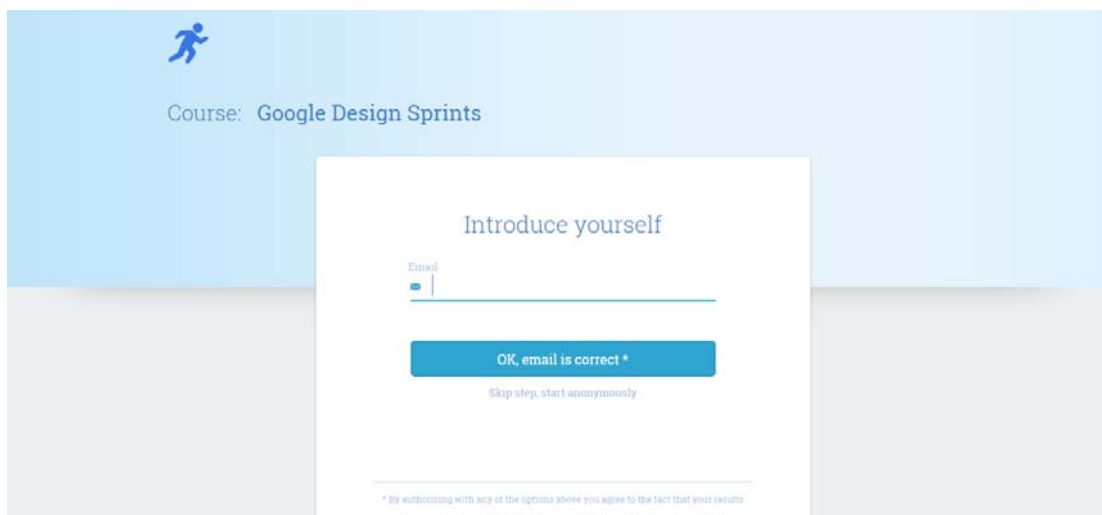 Course: Google Design Sprints
Introduce yourself
Email
OK, email is correct *
Skip step, start anonymously
* By authorizing with any of the options above you agree to the fact that your results